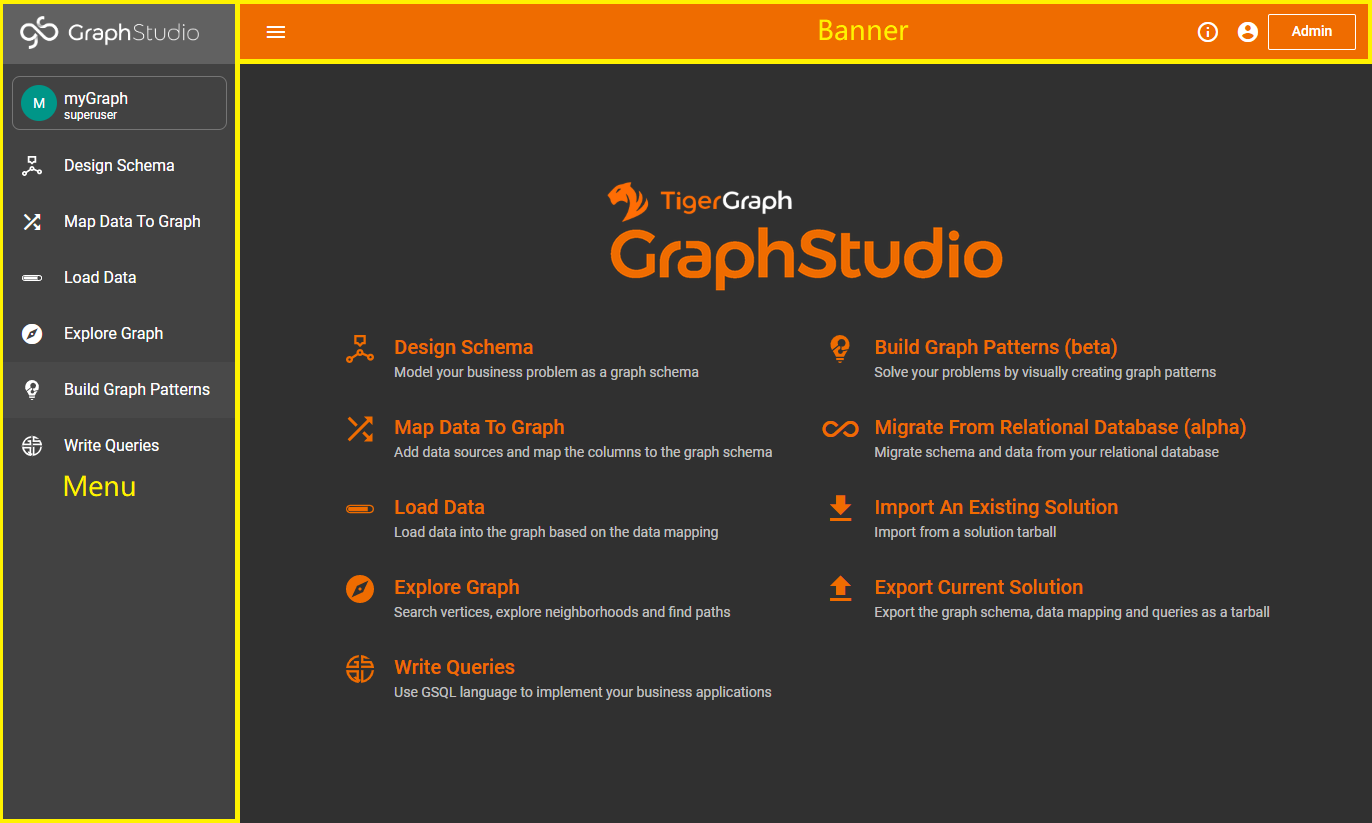 GraphStudio
Banner
Admin
M
myGraph
superuser
Design Schema
Map Data To Graph
Load Data
Explore Graph
Build Graph Patterns
Write Queries
Menu
TigerGraph
GraphStudio
Design Schema
Model your business problem as a graph schema
Map Data To Graph
Add data sources and map the columns to the graph schema
Load Data
Load data into the graph based on the data mapping
Explore Graph
Search vertices, explore neighborhoods and find paths
Write Queries
Use GSQL language to implement your business applications
Build Graph Patterns (beta)
Solve your problems by visually creating graph patterns
Migrate From Relational Database (alpha)
Migrate schema and data from your relational database
Import An Existing Solution
Import from a solution tarball
Export Current Solution
Export the graph schema, data mapping and queries as a tarball